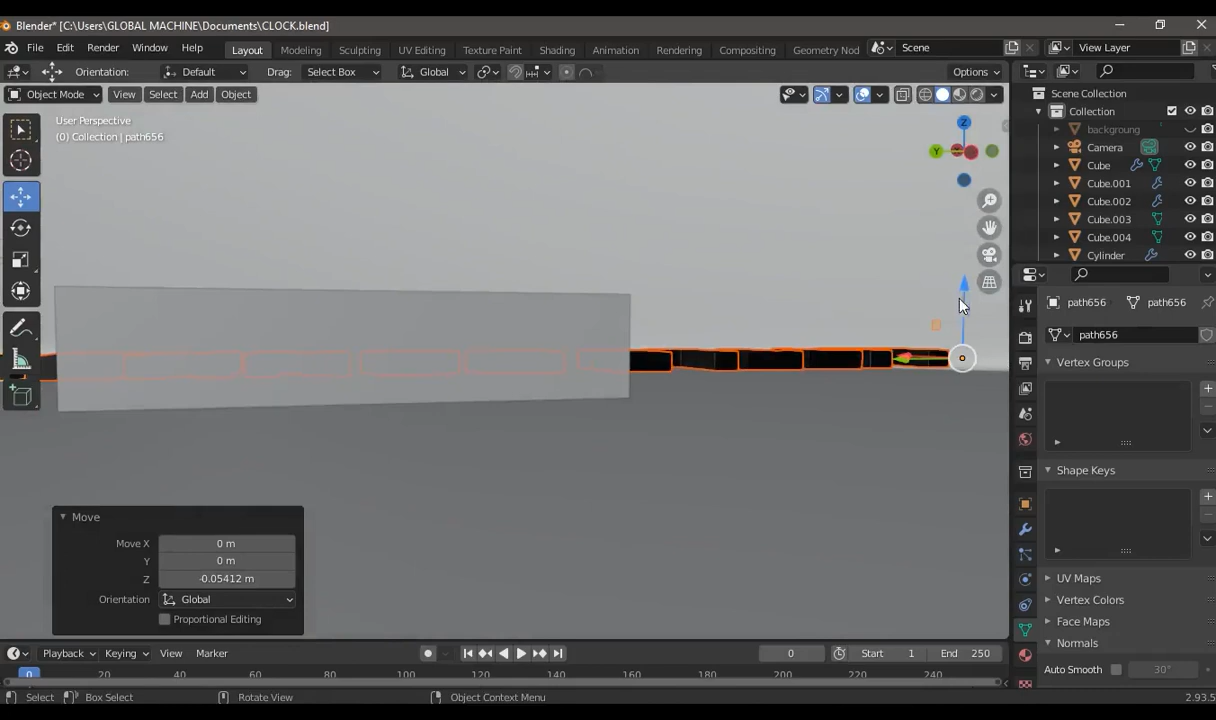 Blender* [C:\Users\GLOBAL MACHINE\Documents\CLOCK.blend]
File Edit Render Window Help
Layout Modeling Sculpting UV Editing Texture Paint Shading Animation Rendering Compositing Geometry Nod
Scene
View Layer
Orientation: Default Drag: Select Box Global Options
Object Mode View Select Add Object
User Perspective
(0) Collection | path656
Z
Y
Scene Collection
Collection
backgroung
Camera
Cube
Cube.001
Cube.002
Cube.003
Cube.004
Cylinder
path656 path656
path656
Vertex Groups
Shape Keys
UV Maps
Vertex Colors
Face Maps
Normals
Auto Smooth 30°
Move
Move X 0 m
Y 0 m
Z -0.05412 m
Orientation Global
Proportional Editing
Playback Keying View Marker 0 Start 1 End 250
0 20 40 60 80 100 120 140 160 180 200 220 240
Select Box Select Rotate View Object Context Menu 2.93.5